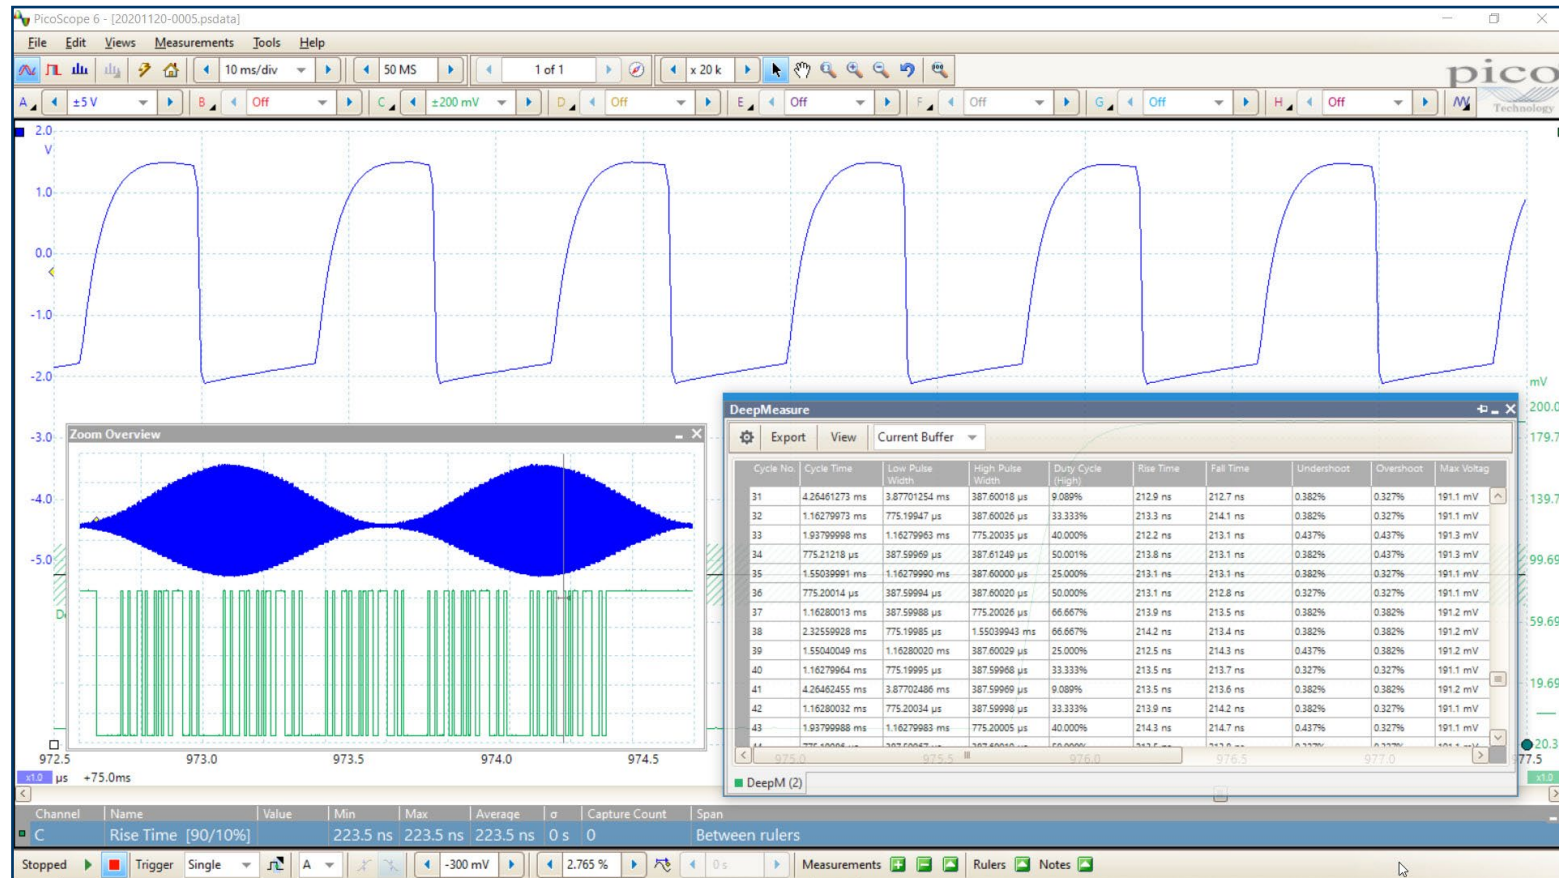 PicoScope 6 - [20201120-0005.psdata]
File Edit Views Measurements Tools Help
10 ms/div 50 MS 1 of 1 x 20 k
pico
Technology
A ±5 V B Off C ±200 mV D Off E Off F Off G Off H Off
2.0
V
1.0
0.0
-1.0
-2.0
-3.0
-4.0
-5.0
mV
200.0
179.7
139.7
99.69
59.69
19.69
20.3
Zoom Overview
DeepMeasure
Export View Current Buffer
Cycle No. Cycle Time Low Pulse Width High Pulse Width Duty Cycle (High) Rise Time Fall Time Undershoot Overshoot Max Voltag
31 4.26461273 ms 3.87701254 ms 387.60018 µs 9.089% 212.9 ns 212.7 ns 0.382% 0.327% 191.1 mV
32 1.16279973 ms 775.19947 µs 387.60026 µs 33.333% 213.3 ns 214.1 ns 0.382% 0.327% 191.1 mV
33 1.93799998 ms 1.16279963 ms 775.20035 µs 40.000% 212.2 ns 213.1 ns 0.437% 0.437% 191.3 mV
34 775.21218 µs 387.59969 µs 387.61249 µs 50.001% 213.8 ns 213.1 ns 0.382% 0.437% 191.3 mV
35 1.55039991 ms 1.16279990 ms 387.60000 µs 25.000% 213.1 ns 213.1 ns 0.382% 0.327% 191.1 mV
36 775.20014 µs 387.59994 µs 387.60020 µs 50.000% 213.1 ns 212.8 ns 0.327% 0.327% 191.1 mV
37 1.16280013 ms 387.59988 µs 775.20026 µs 66.667% 213.9 ns 213.5 ns 0.382% 0.382% 191.2 mV
38 2.32559928 ms 775.19985 µs 1.55039943 ms 66.667% 214.2 ns 213.4 ns 0.382% 0.382% 191.2 mV
39 1.55040049 ms 1.16280020 ms 387.60029 µs 25.000% 212.5 ns 214.3 ns 0.437% 0.382% 191.2 mV
40 1.16279964 ms 775.19995 µs 387.59968 µs 33.333% 213.5 ns 213.7 ns 0.327% 0.327% 191.1 mV
41 4.26462455 ms 3.87702486 ms 387.59969 µs 9.089% 213.5 ns 213.6 ns 0.382% 0.382% 191.2 mV
42 1.16280032 ms 775.20034 µs 387.59998 µs 33.333% 213.9 ns 214.2 ns 0.382% 0.327% 191.1 mV
43 1.93799988 ms 1.16279983 ms 775.20005 µs 40.000% 214.3 ns 214.7 ns 0.437% 0.327% 191.1 mV
DeepM (2)
972.5 973.0 973.5 974.0 974.5 975.0 975.5 976.0 976.5 977.0 77.5
x1.0 µs +75.0ms x1.0
Channel Name Value Min Max Average σ Capture Count Span
C Rise Time [90/10%] 223.5 ns 223.5 ns 223.5 ns 0 s 0 Between rulers
Stopped Trigger Single A -300 mV 2.765 % 0 s Measurements Rulers Notes